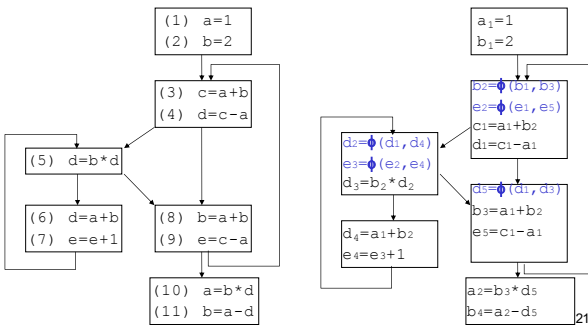 (1) a=1
(2) b=2
(3) c=a+b
(4) d=c-a
(5) d=b*d
(6) d=a+b
(7) e=e+1
(8) b=a+b
(9) e=c-a
(10) a=b*d
(11) b=a-d
a₁=1
b₁=2
b₂=ϕ(b₁,b₃)
e₂=ϕ(e₁,e₅)
c₁=a₁+b₂
d₁=c₁-a₁
d₂=ϕ(d₁,d₄)
e₃=ϕ(e₂,e₄)
d₃=b₂*d₂
d₄=a₁+b₂
e₄=e₃+1
d₅=ϕ(d₁,d₃)
b₃=a₁+b₂
e₅=c₁-a₁
a₂=b₃*d₅
b₄=a₂-d₅
21